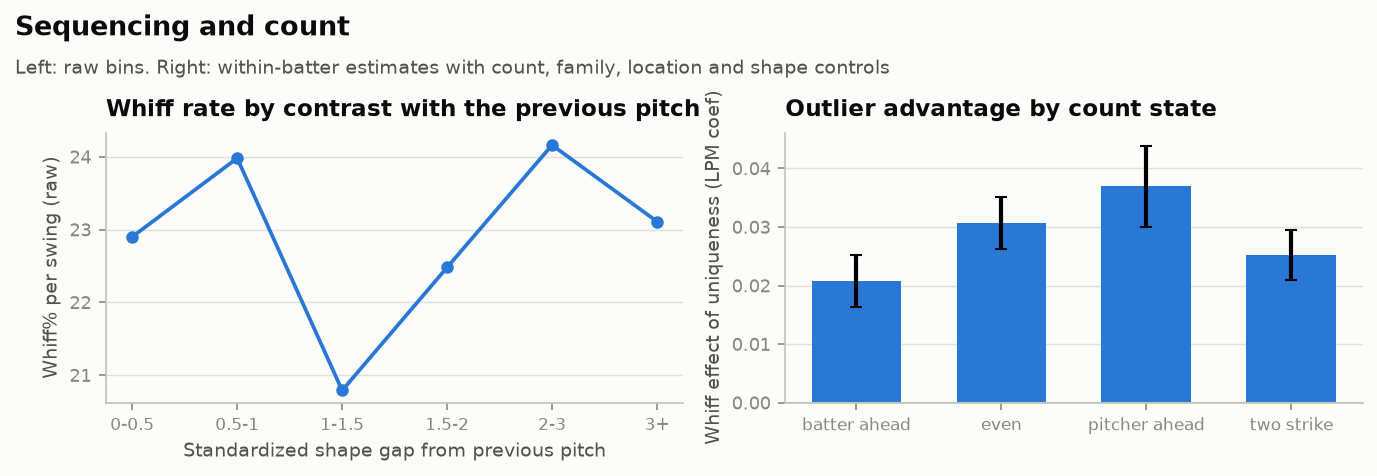 Sequencing and count
Left: raw bins. Right: within-batter estimates with count, family, location and shape controls
Whiff rate by contrast with the previous pitch
Whiff% per swing (raw)
24
23
22
21
0-0.5
0.5-1
1-1.5
1.5-2
2-3
3+
Standardized shape gap from previous pitch
Outlier advantage by count state
Whiff effect of uniqueness (LPM coef)
0.04
0.03
0.02
0.01
0.00
batter ahead
even
pitcher ahead
two strike